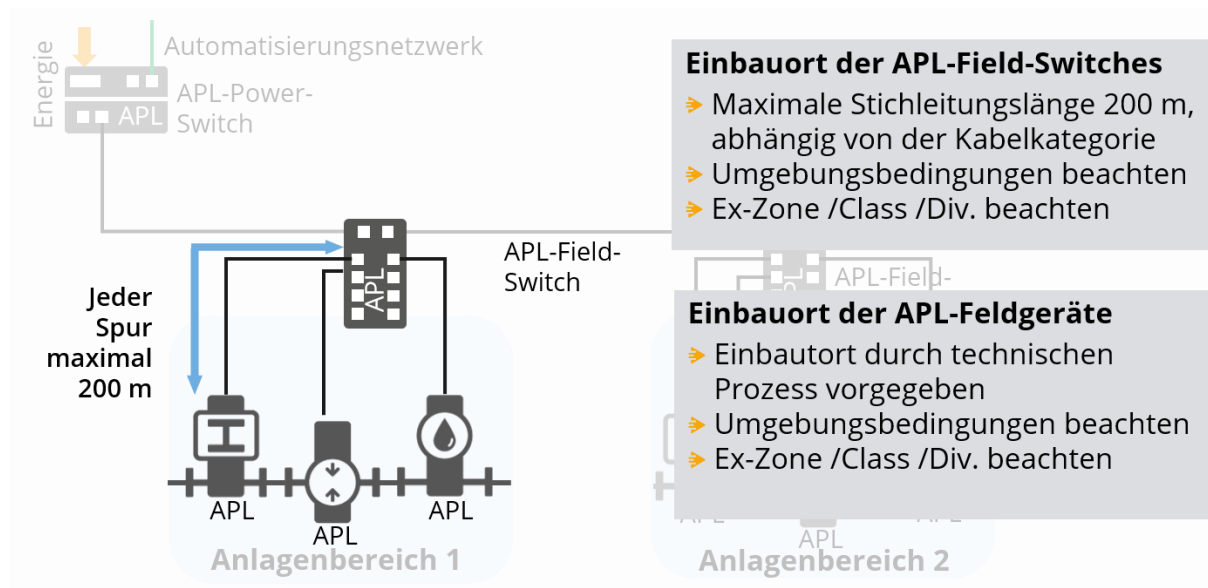 Energie
Automatisierungsnetzwerk
APL-Power-
Switch
APL
Einbauort der APL-Field-Switches
Maximale Stichleitungslänge 200 m,
abhängig von der Kabelkategorie
Umgebungsbedingungen beachten
Ex-Zone /Class /Div. beachten
APL-Field-
Switch
APL
APL-Field-
APL
Jeder
Spur
maximal
200 m
Einbauort der APL-Feldgeräte
Einbautort durch technischen
Prozess vorgegeben
Umgebungsbedingungen beachten
Ex-Zone /Class /Div. beachten
APL
APL
APL
APL
APL
APL
Anlagenbereich 1
Anlagenbereich 2